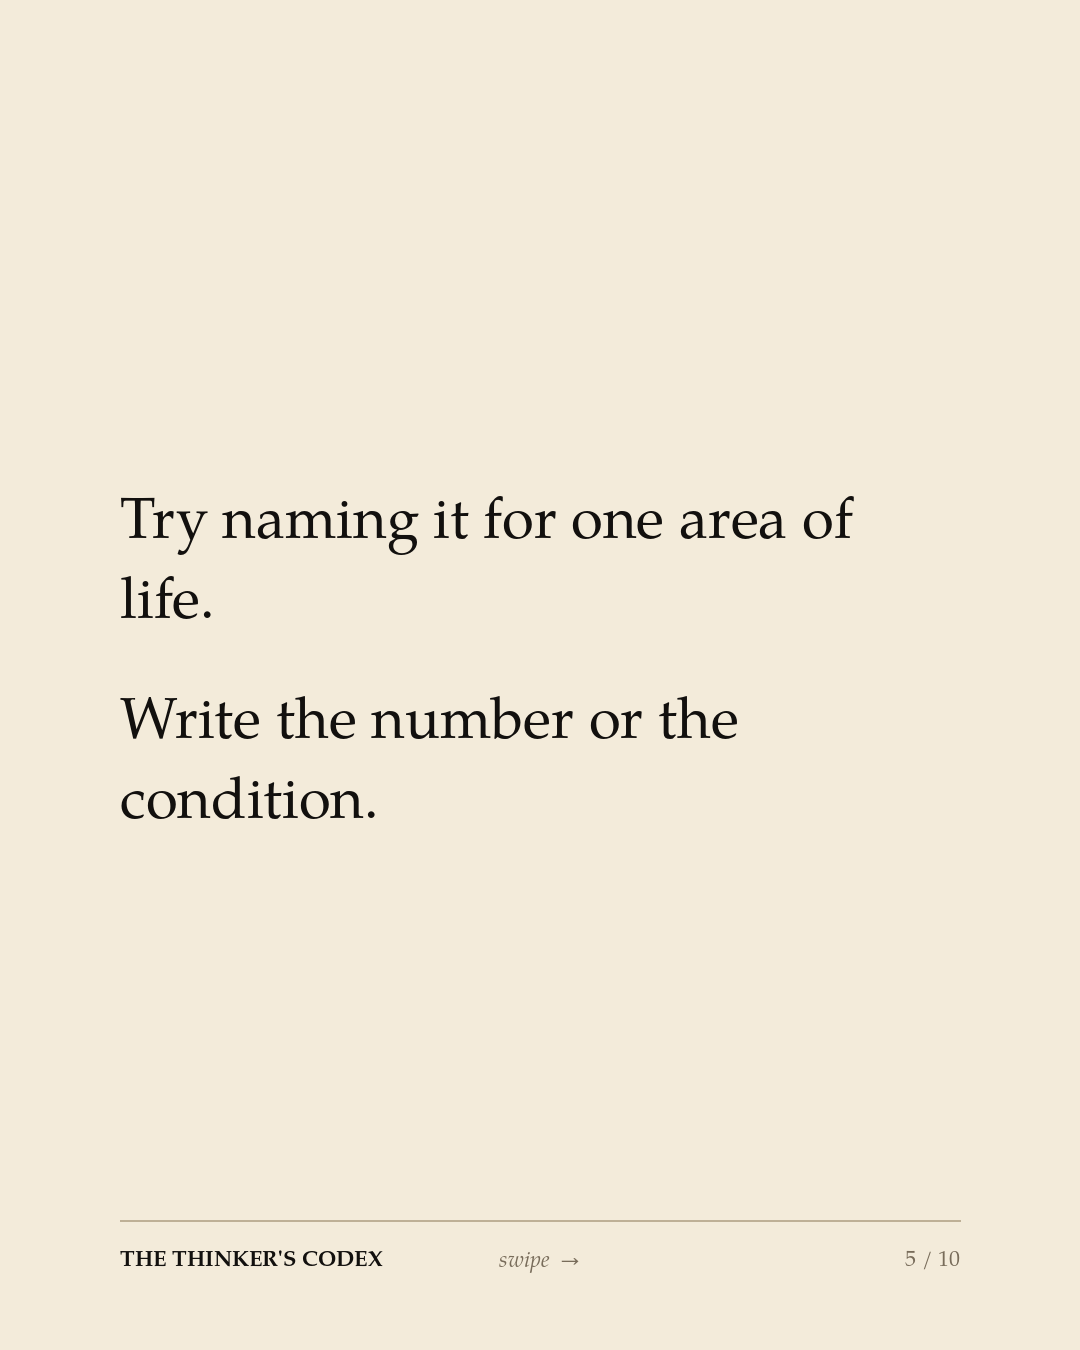 Try naming it for one area of
life.
Write the number or the
condition.
THE THINKER'S CODEX
swipe →
5 / 10